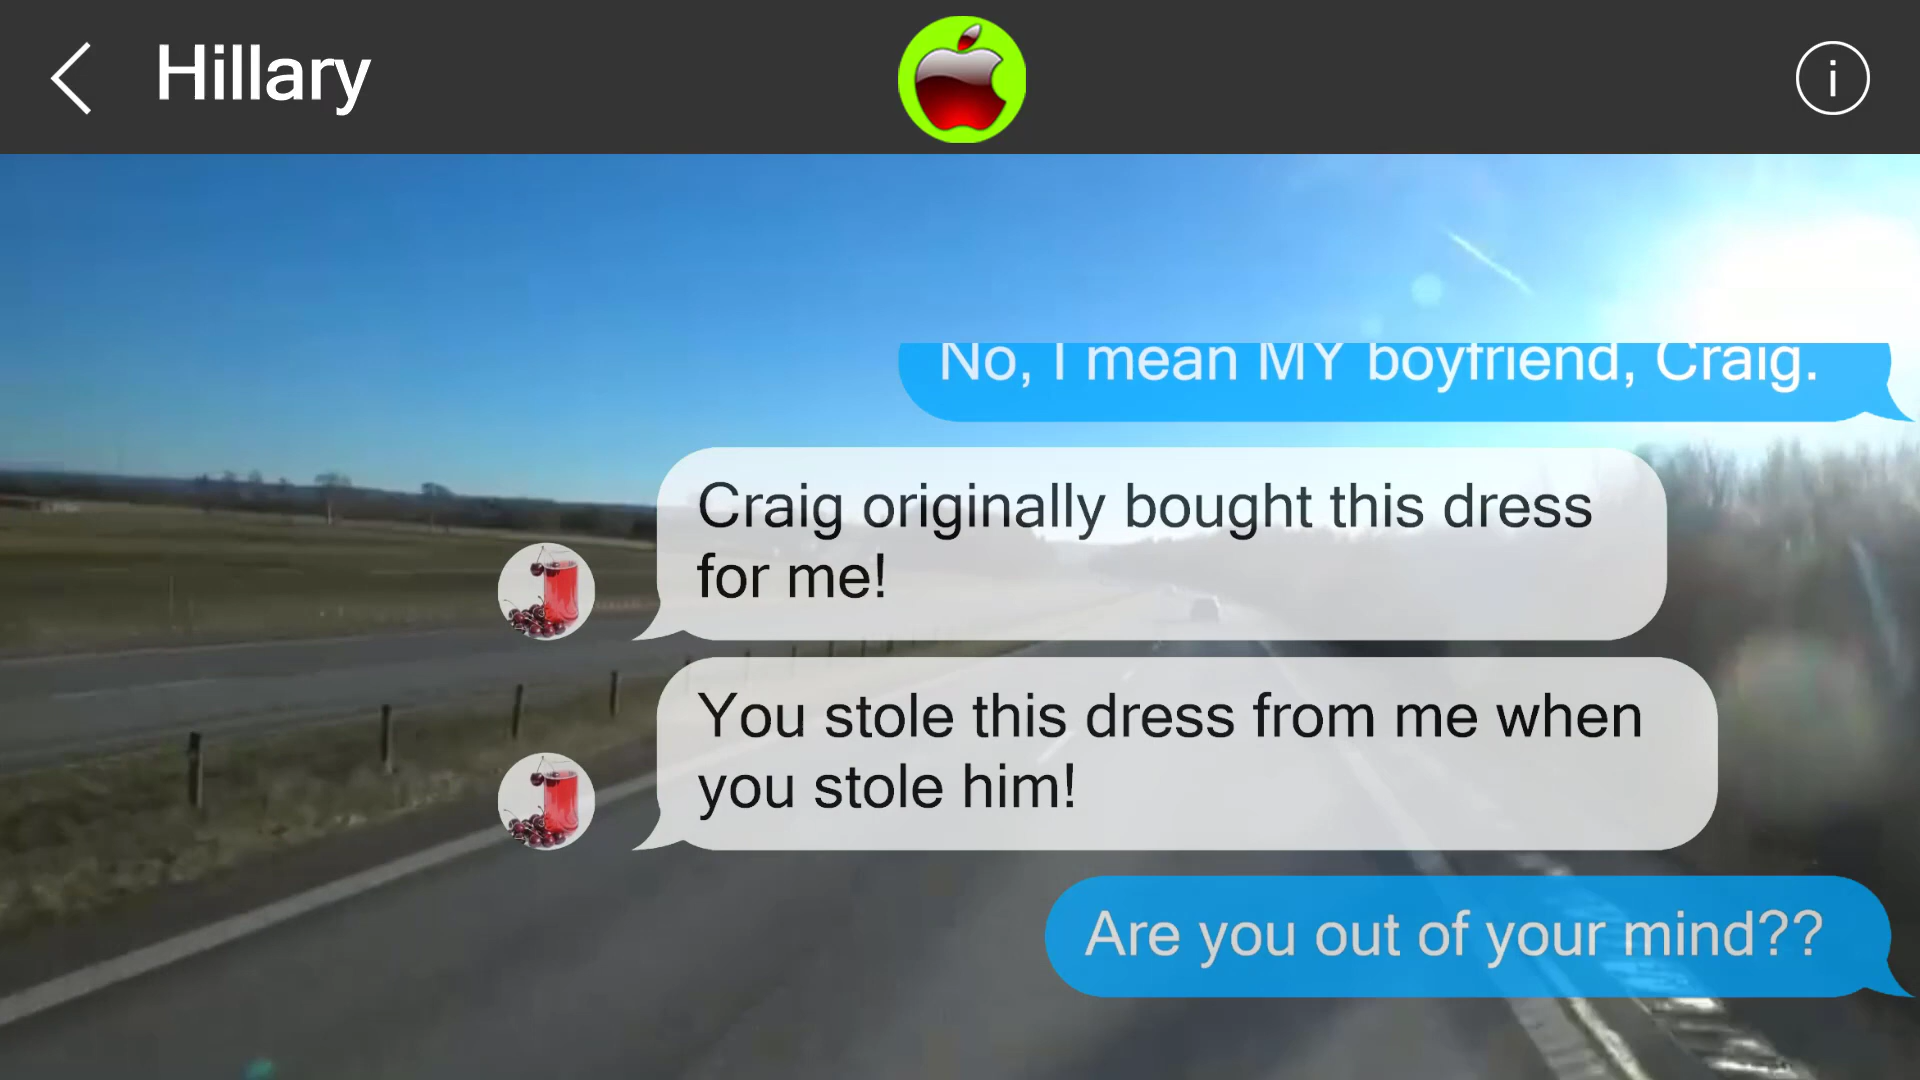 Hillary
i
No, I mean MY boyfriend, Craig.
Craig originally bought this dress
for me!
You stole this dress from me when
you stole him!
Are you out of your mind??